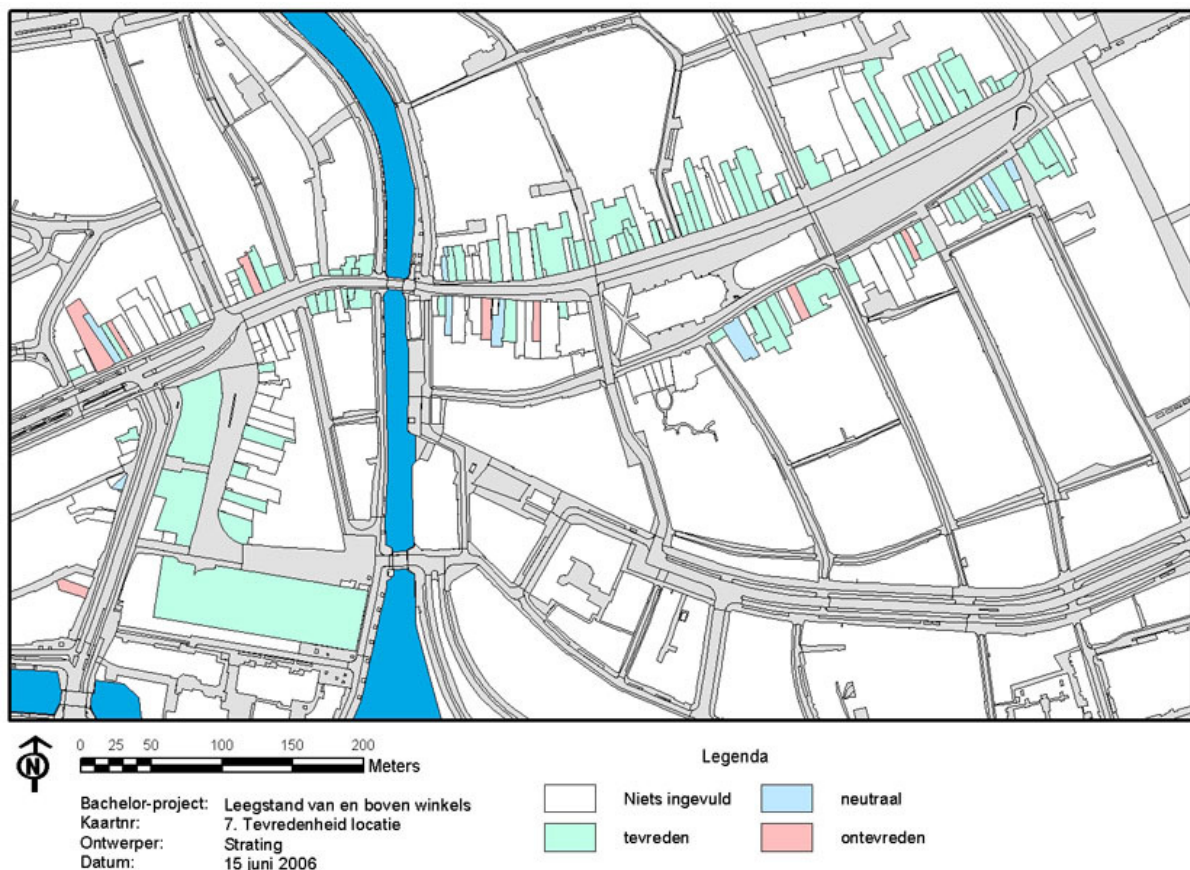 0 25 50 100 150 200
Meters
N
Bachelor-project: Leegstand van en boven winkels
Kaartnr: 7. Tevredenheid locatie
Ontwerper: Strating
Datum: 15 juni 2006
Legenda
Niets ingevuld
neutraal
tevreden
ontevreden